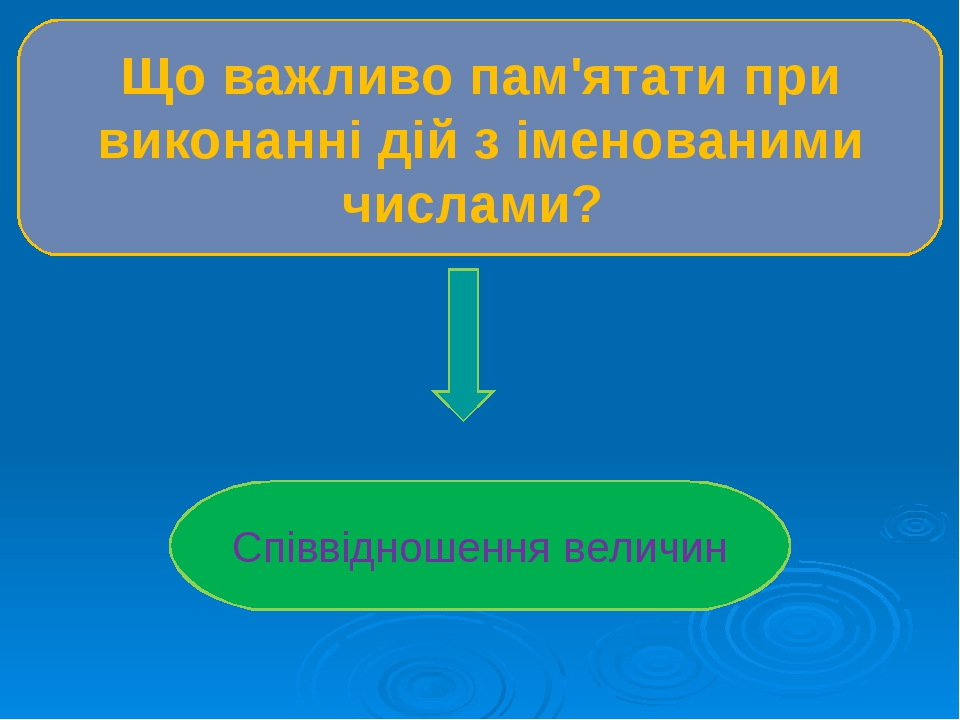 Що важливо пам'ятати при
виконанні дій з іменованими
числами?
Співвідношення величин